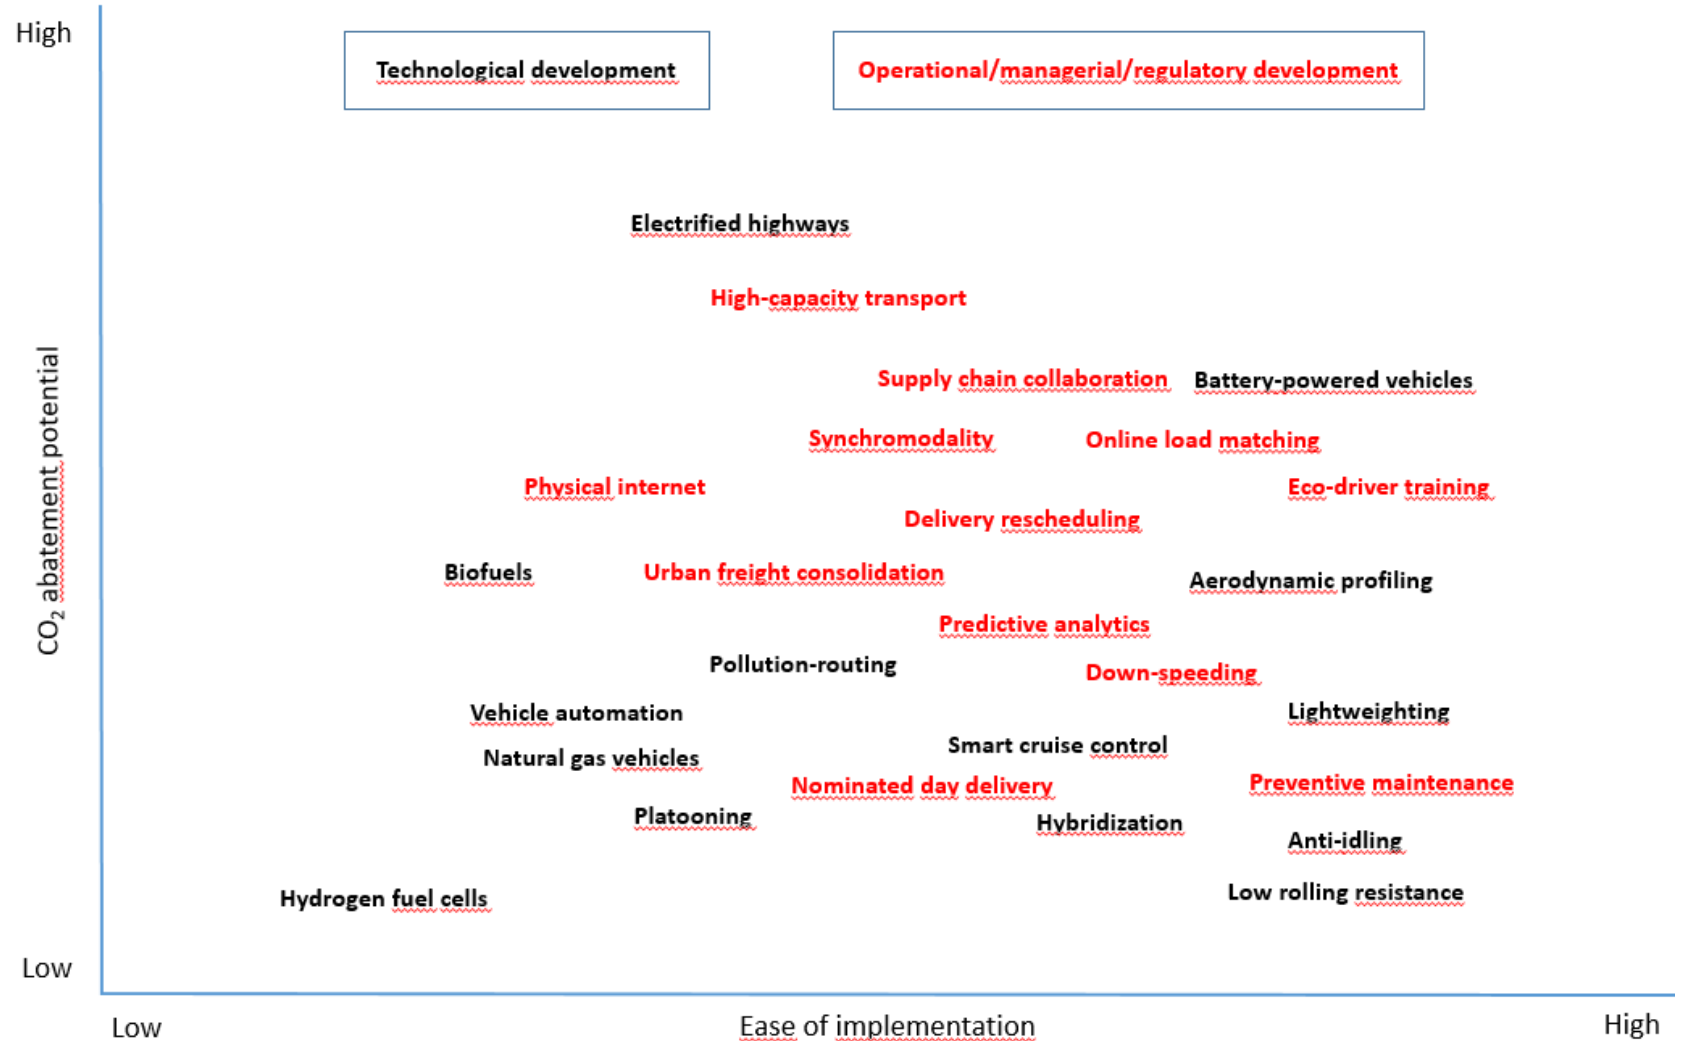 High
Technological development
Operational/managerial/regulatory development
Electrified highways
High-capacity transport
Supply chain collaboration
Battery-powered vehicles
Synchromodality
Online load matching
Physical internet
Eco-driver training
Delivery rescheduling
Biofuels
Urban freight consolidation
Aerodynamic profiling
Predictive analytics
Pollution-routing
Down-speeding
Vehicle automation
Lightweighting
Smart cruise control
Natural gas vehicles
Nominated day delivery
Preventive maintenance
Platooning
Hybridization
Anti-idling
Hydrogen fuel cells
Low rolling resistance
CO₂ abatement potential
Low
Low
Ease of implementation
High